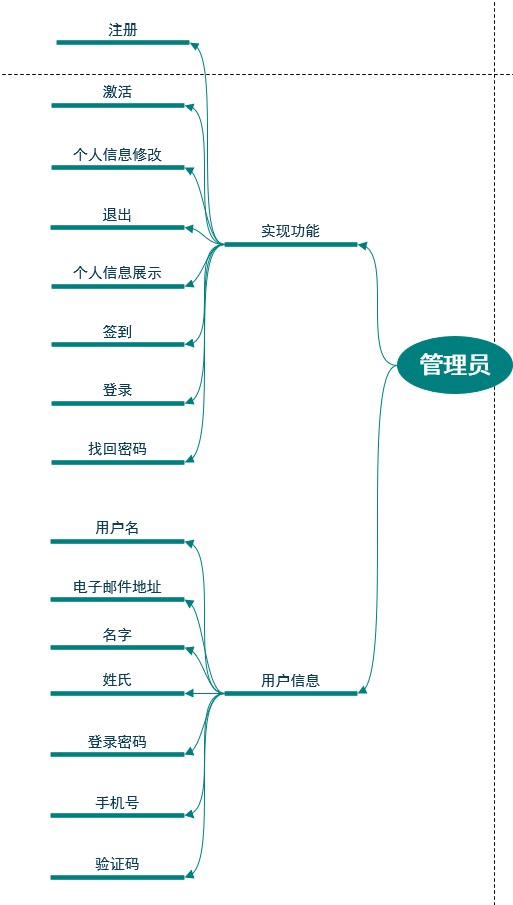 注册
激活
个人信息修改
退出
实现功能
个人信息展示
签到
管理员
登录
找回密码
用户名
电子邮件地址
名字
姓氏
用户信息
登录密码
手机号
验证码